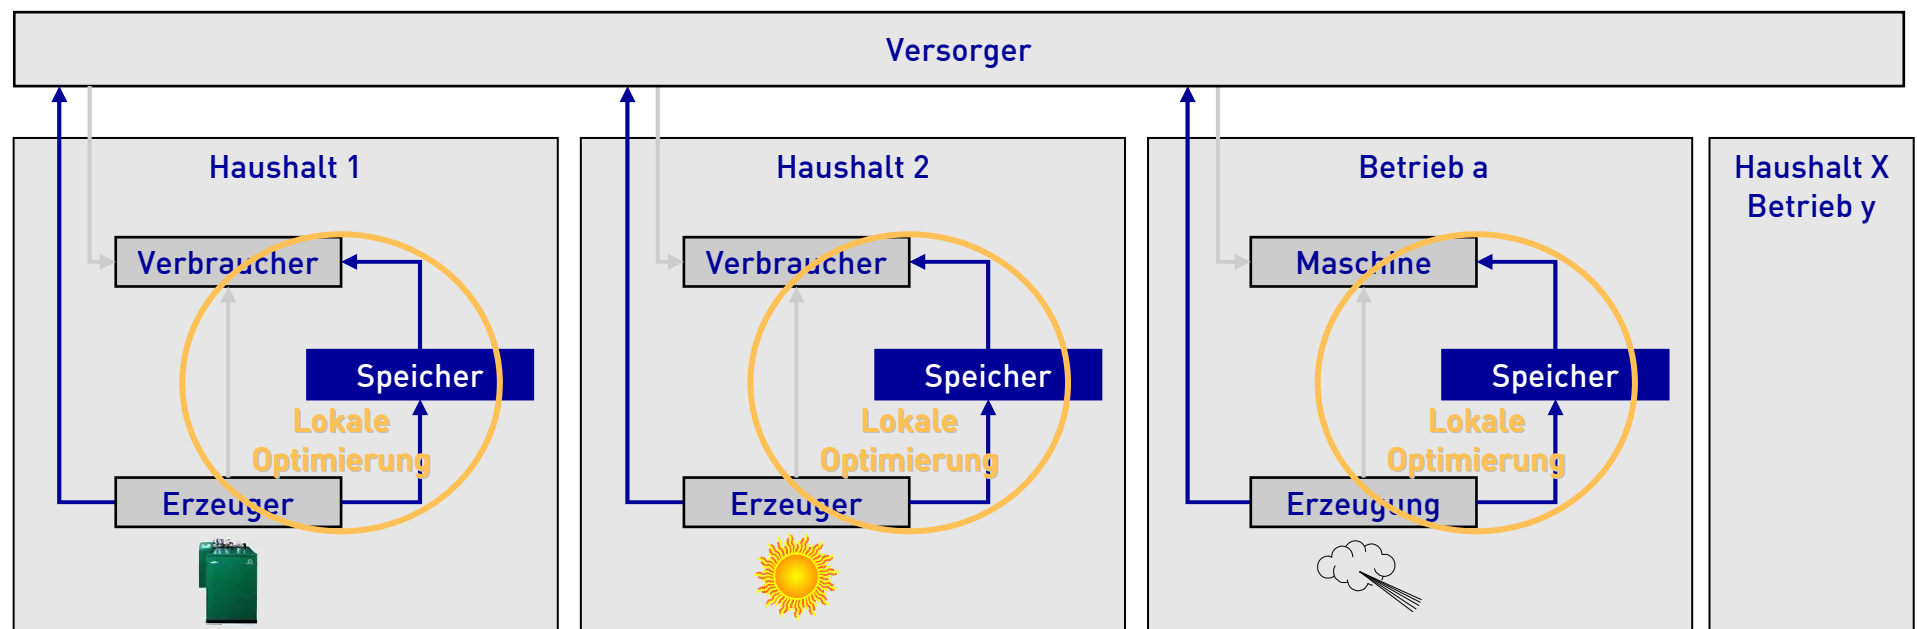 Versorger
Haushalt 1
Verbraucher
Speicher
Lokale
Optimierung
Erzeuger
Haushalt 2
Verbraucher
Speicher
Lokale
Optimierung
Erzeuger
Betrieb a
Maschine
Speicher
Lokale
Optimierung
Erzeugung
Haushalt X
Betrieb y